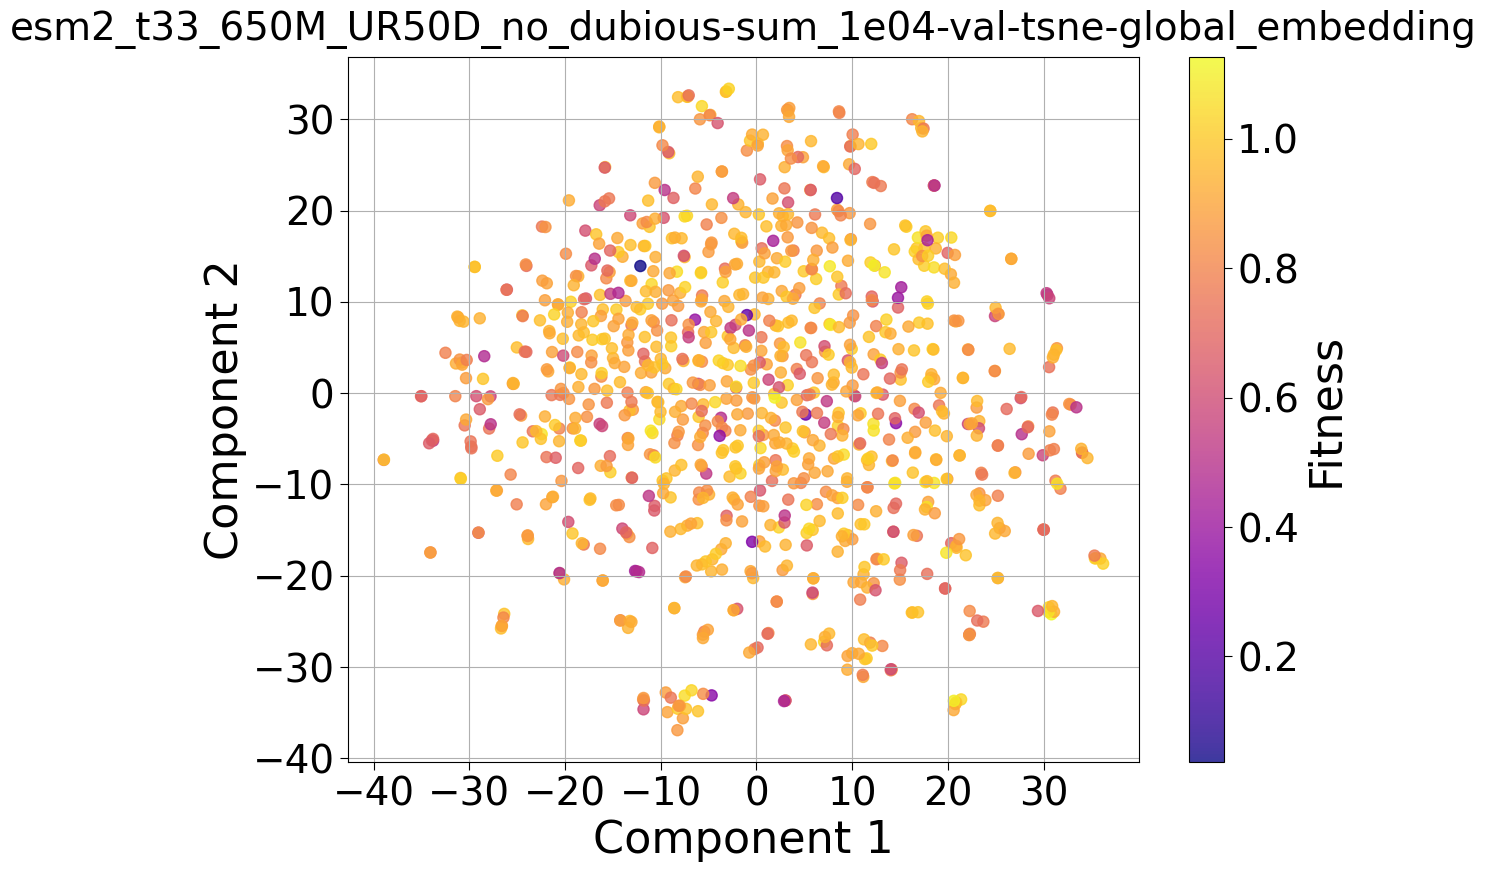 esm2_t33_650M_UR50D_no_dubious-sum_1e04-val-tsne-global_embedding
30
20
10
0
−10
−20
−30
−40
Component 2
−40 −30 −20 −10 0 10 20 30
Component 1
1.0
0.8
0.6
0.4
0.2
Fitness